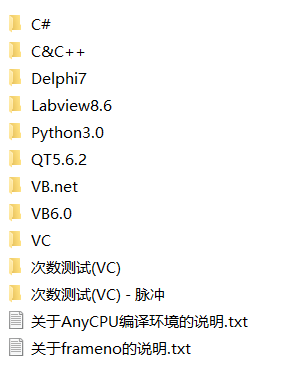 C#
C&C++
Delphi7
Labview8.6
Python3.0
QT5.6.2
VB.net
VB6.0
VC
次数测试(VC)
次数测试(VC) - 脉冲
关于AnyCPU编译环境的说明.txt
关于frameno的说明.txt